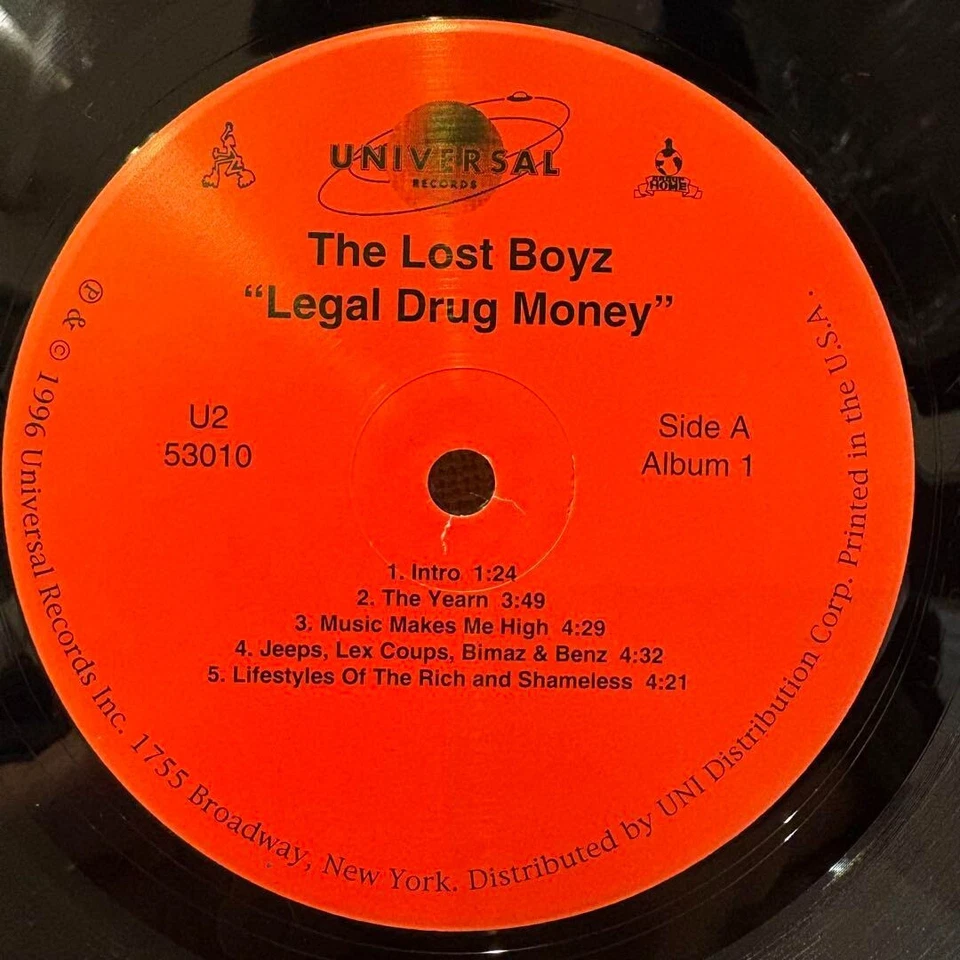 UNIVERSAL
RECORDS
HOME
The Lost Boyz
“Legal Drug Money”
U2
53010
Side A
Album 1
1. Intro 1:24
2. The Yearn 3:49
3. Music Makes Me High 4:29
4. Jeeps, Lex Coups, Bimaz & Benz 4:32
5. Lifestyles Of The Rich and Shameless 4:21
℗ & © 1996 Universal Records Inc. 1755 Broadway, New York. Distributed by UNI Distribution Corp. Printed in the U.S.A.